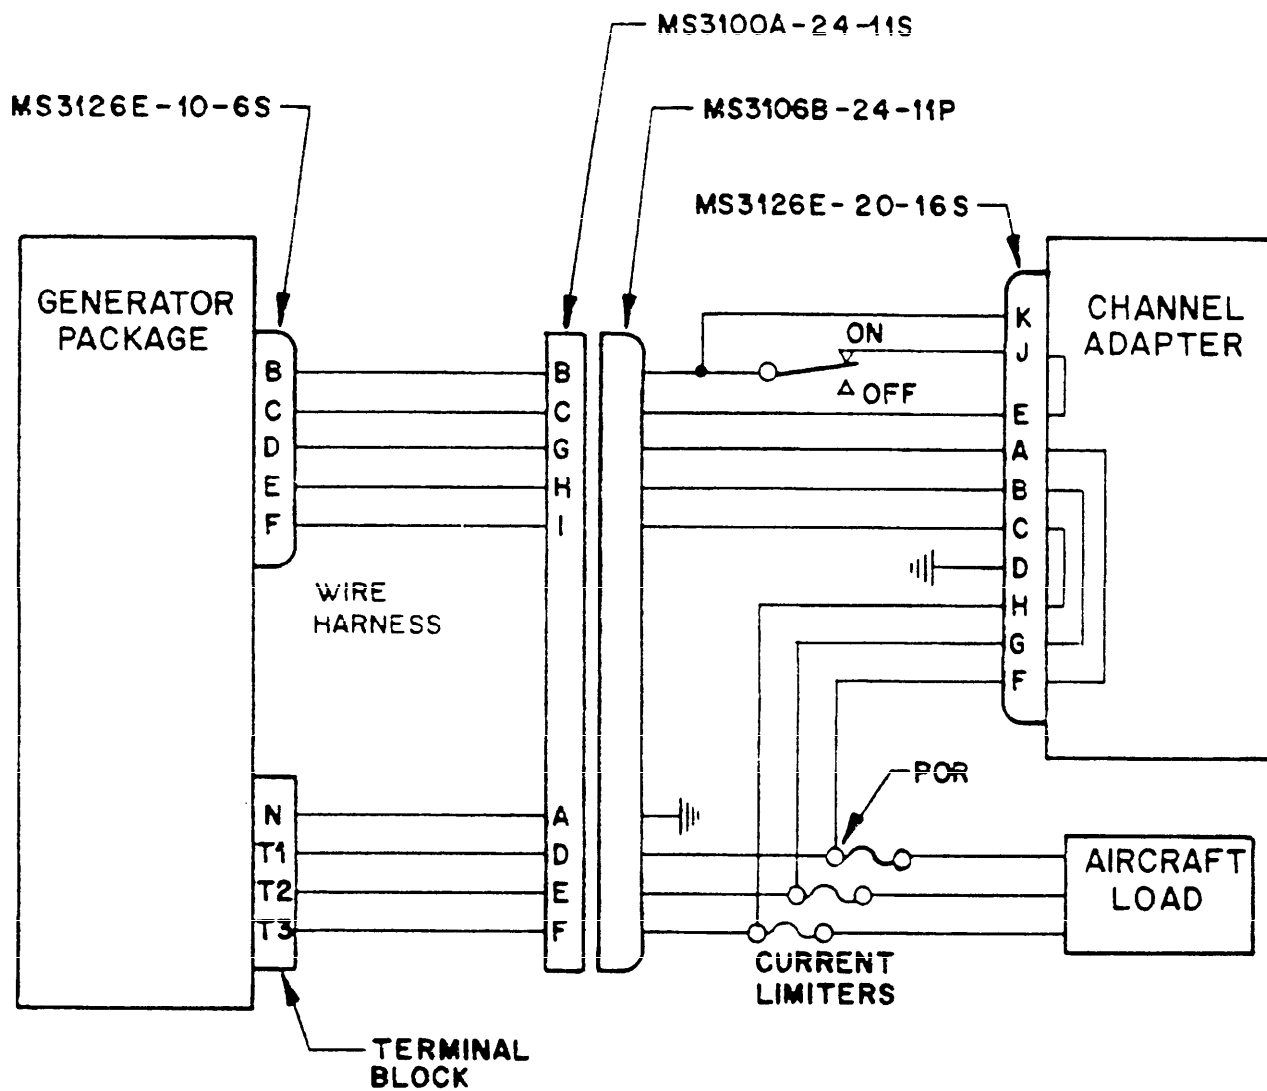 MS3100A-24-11S
MS3126E-10-6S
MS3106B-24-11P
MS3126E-20-16S
GENERATOR
PACKAGE
CHANNEL
ADAPTER
B
C
D
E
F
B
C
G
H
I
ON
OFF
K
J
E
A
B
C
D
H
G
F
WIRE
HARNESS
POR
N
T1
T2
T3
A
D
E
F
AIRCRAFT
LOAD
CURRENT
LIMITERS
TERMINAL
BLOCK